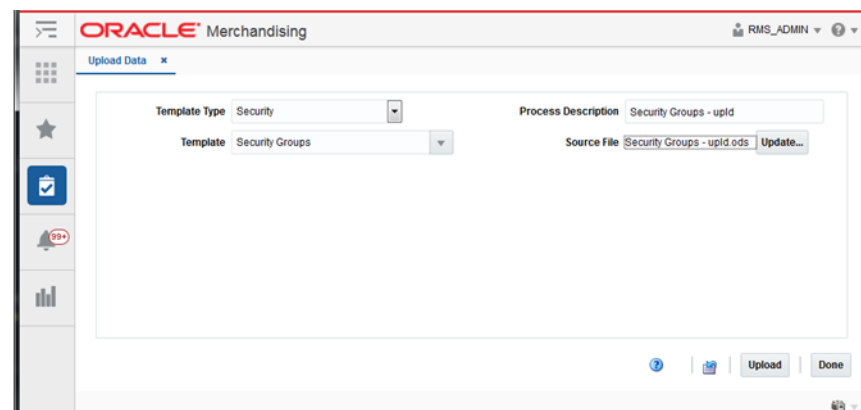 ORACLE Merchandising
RMS_ADMIN
Upload Data ×
Template Type Security
Process Description Security Groups - upld
Template Security Groups
Source File Security Groups - upld.ods Update...
99+
Upload
Done